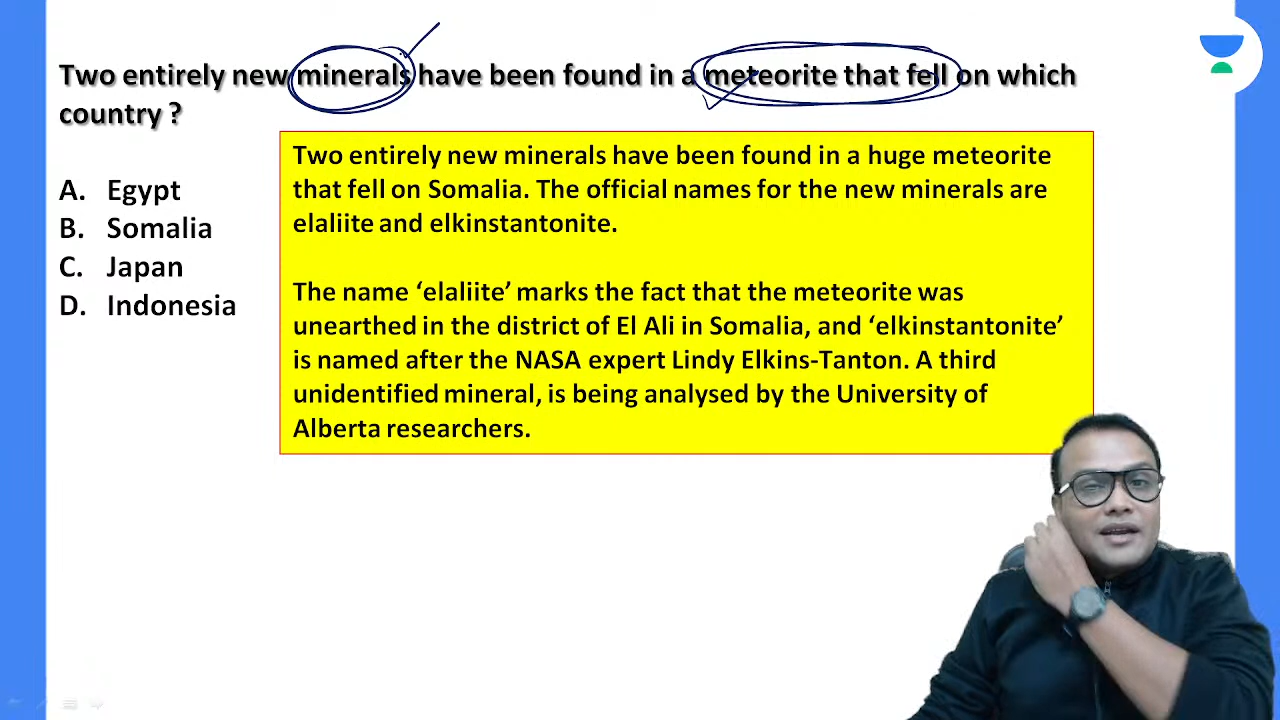 Two entirely new minerals have been found in a meteorite that fell on which
country ?
A. Egypt
B. Somalia
C. Japan
D. Indonesia
Two entirely new minerals have been found in a huge meteorite
that fell on Somalia. The official names for the new minerals are
elaliite and elkinstantonite.
The name ‘elaliite’ marks the fact that the meteorite was
unearthed in the district of El Ali in Somalia, and ‘elkinstantonite’
is named after the NASA expert Lindy Elkins-Tanton. A third
unidentified mineral, is being analysed by the University of
Alberta researchers.